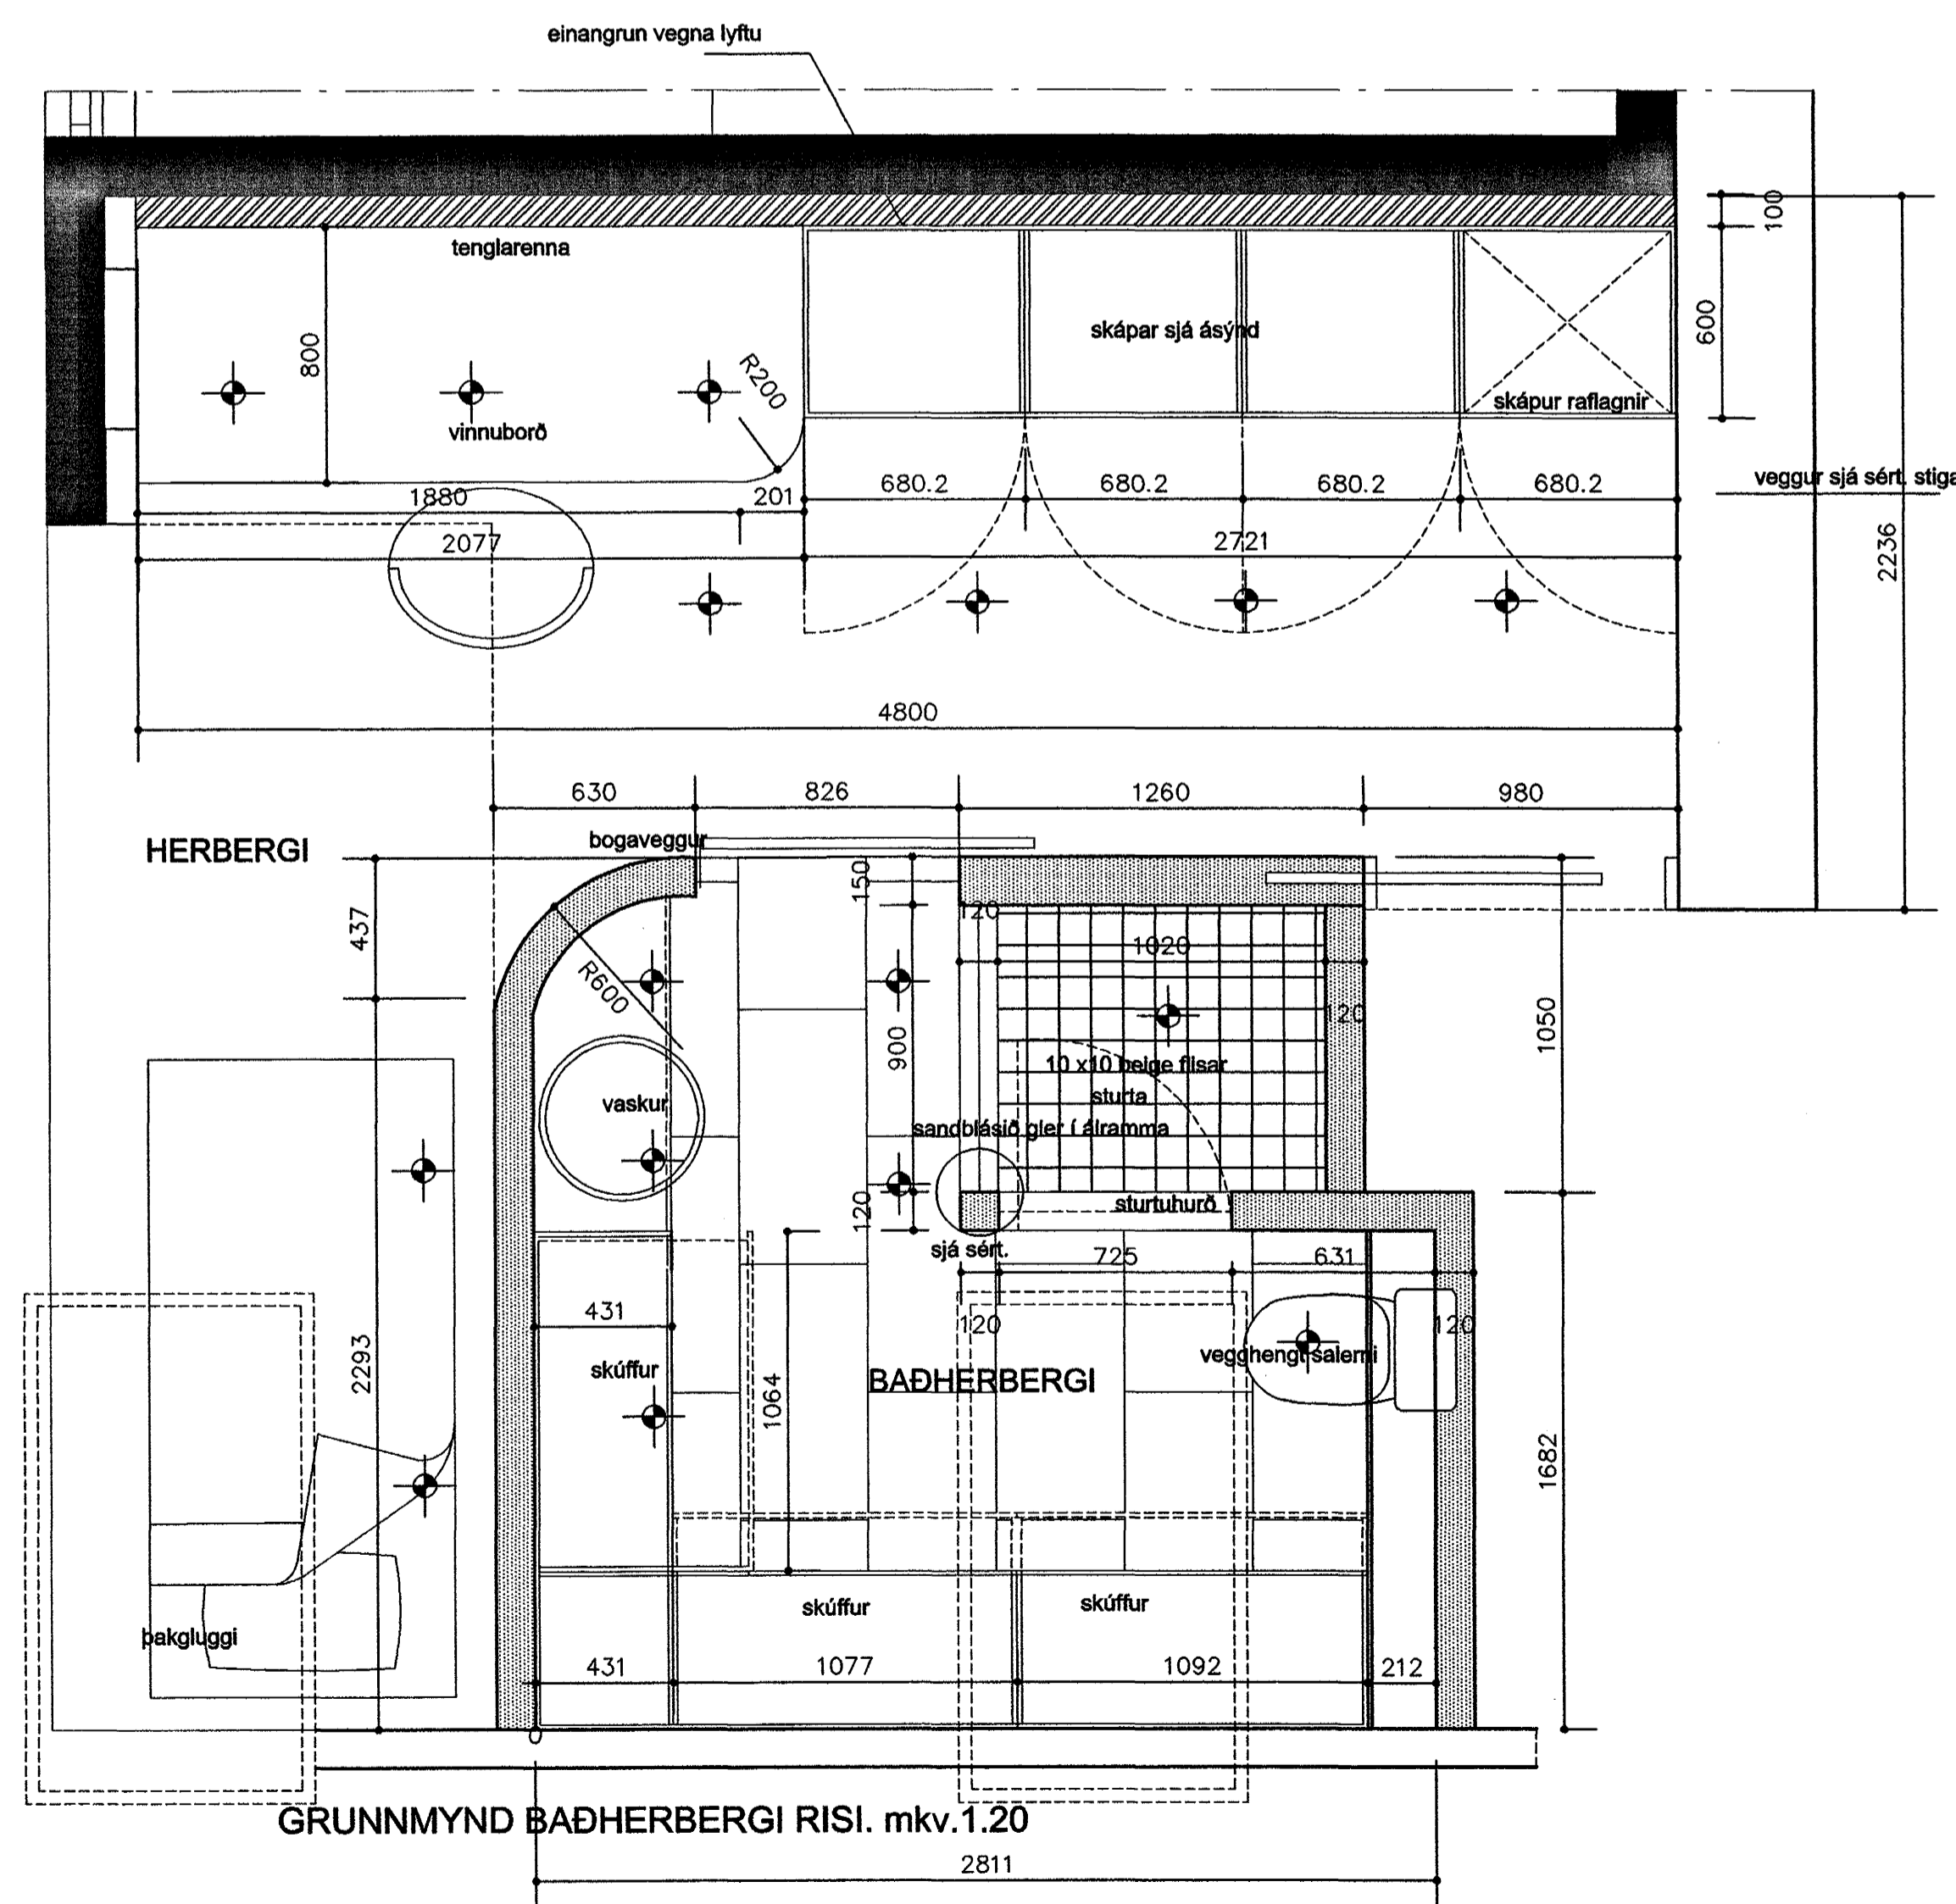 einangrun vegna lyftu
100
tenglarenna
800
R200
skápar sjá ásýnd
600
skápur raflagnir
vinnuborð
veggur sjá sért. stiga
1880
201
680.2
680.2
680.2
680.2
2077
2721
2236
4800
630
826
1260
980
HERBERGI
bogaveggur
150
120
437
1020
R600
120
900
1050
10 x10 beige flísar
vaskur
sturta
sandblásið gler í álramma
120
sturtuhurð
sjá sért.
725
631
431
120
120
vegghengt salerni
skúffur
BAÐHERBERGI
2293
1064
1682
skúffur
skúffur
þakgluggi
431
1077
1092
212
0
GRUNNMYND BAÐHERBERGI RISI. mkv.1.20
2811